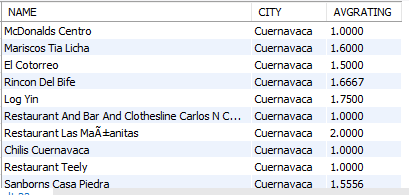 NAME CITY AVGRATING
McDonalds Centro Cuernavaca 1.0000
Mariscos Tia Licha Cuernavaca 1.6000
El Cotorreo Cuernavaca 1.5000
Rincon Del Bife Cuernavaca 1.6667
Log Yin Cuernavaca 1.7500
Restaurant And Bar And Clothesline Carlos N C... Cuernavaca 1.0000
Restaurant Las MaÃ±anitas Cuernavaca 2.0000
Chilis Cuernavaca Cuernavaca 1.0000
Restaurant Teely Cuernavaca 1.0000
Sanborns Casa Piedra Cuernavaca 1.5556